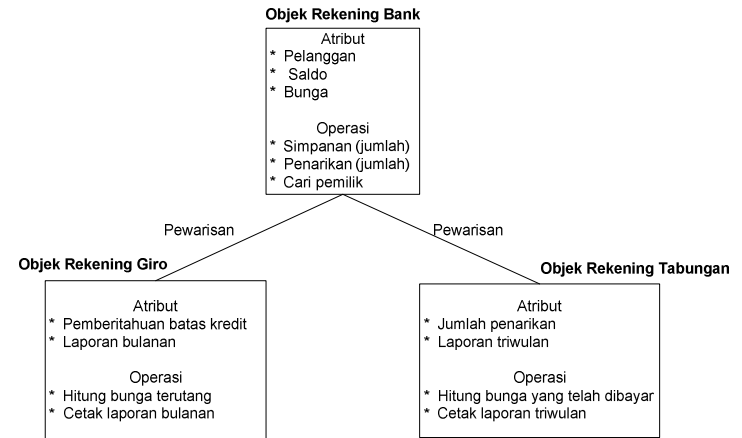 Objek Rekening Bank
Atribut
* Pelanggan
* Saldo
* Bunga
Operasi
* Simpanan (jumlah)
* Penarikan (jumlah)
* Cari pemilik
Pewarisan
Pewarisan
Objek Rekening Giro
Atribut
* Pemberitahuan batas kredit
* Laporan bulanan
Operasi
* Hitung bunga terutang
* Cetak laporan bulanan
Objek Rekening Tabungan
Atribut
* Jumlah penarikan
* Laporan triwulan
Operasi
* Hitung bunga yang telah dibayar
* Cetak laporan triwulan